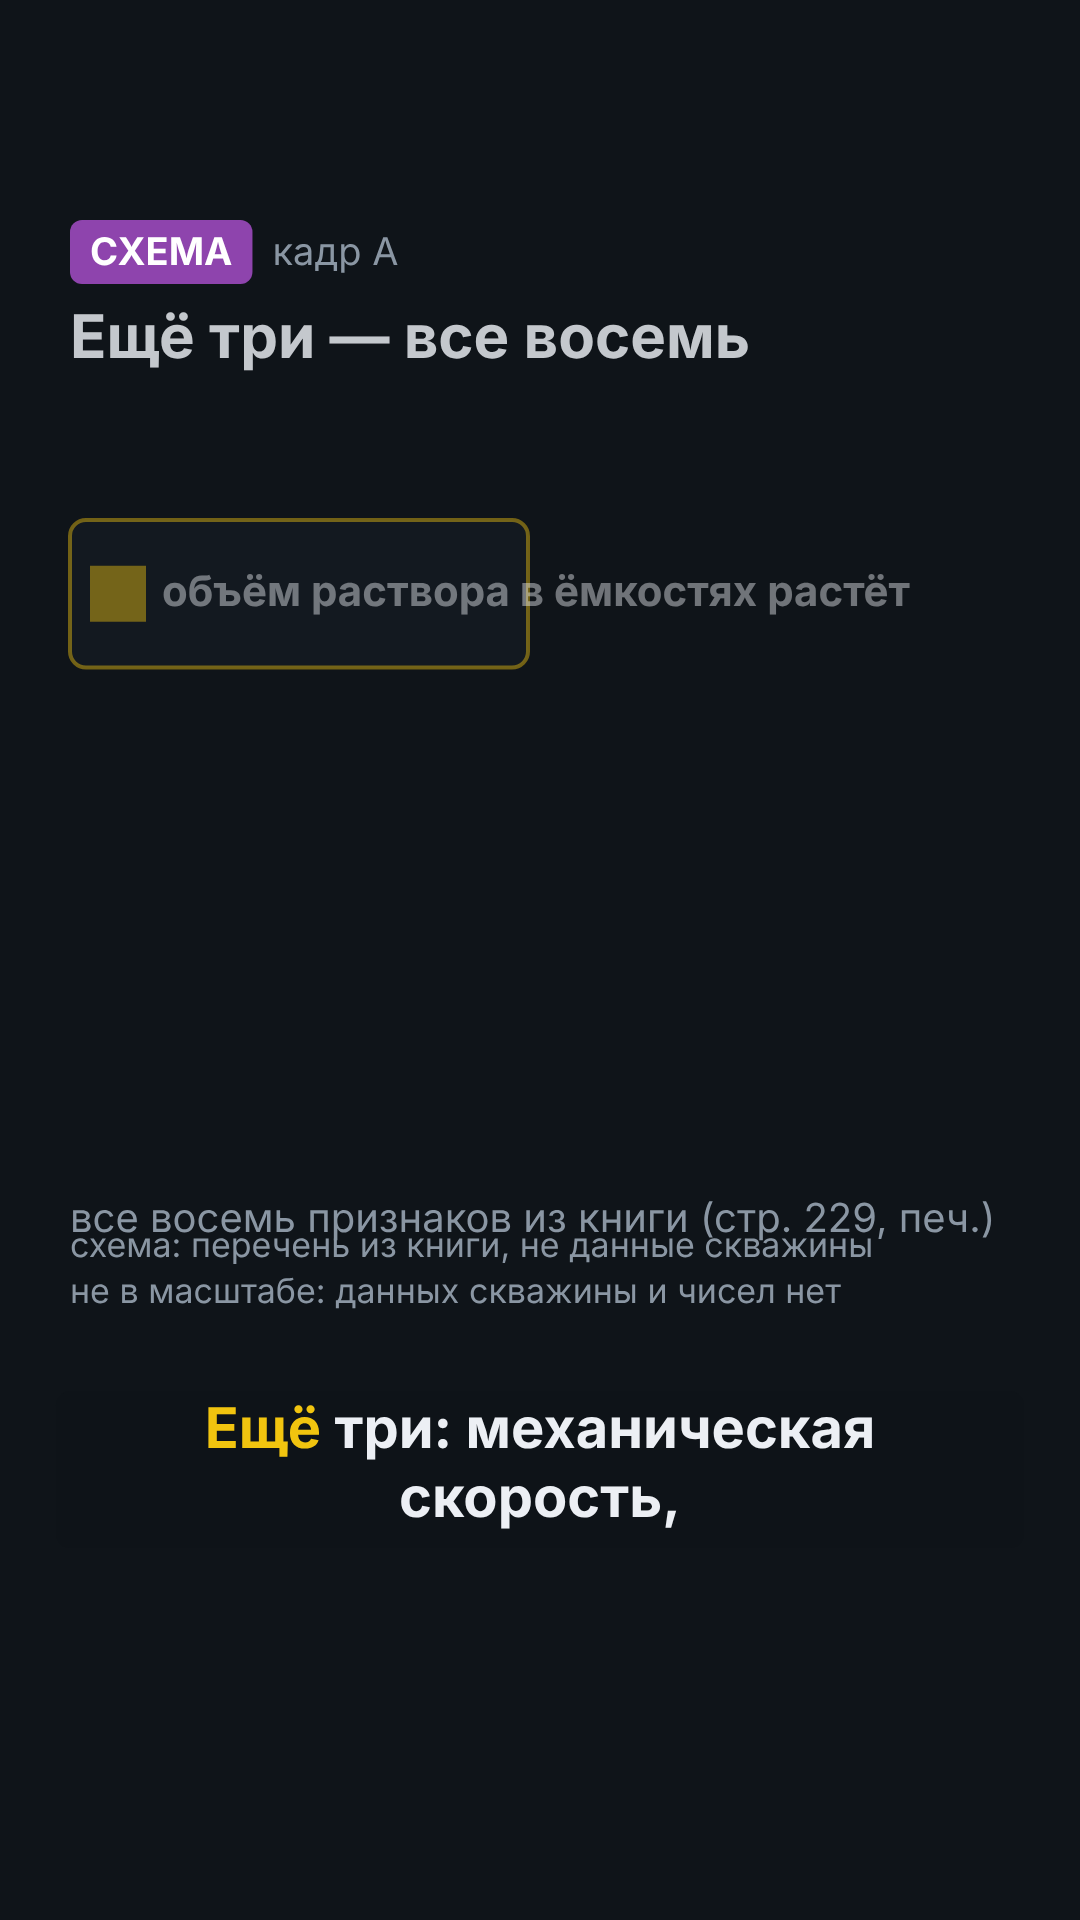 СХЕМА кадр А
Ещё три — все восемь
объём раствора в ёмкостях растёт
все восемь признаков из книги (стр. 229, печ.)
схема: перечень из книги, не данные скважины
не в масштабе: данных скважины и чисел нет
Ещё три: механическая
скорость,